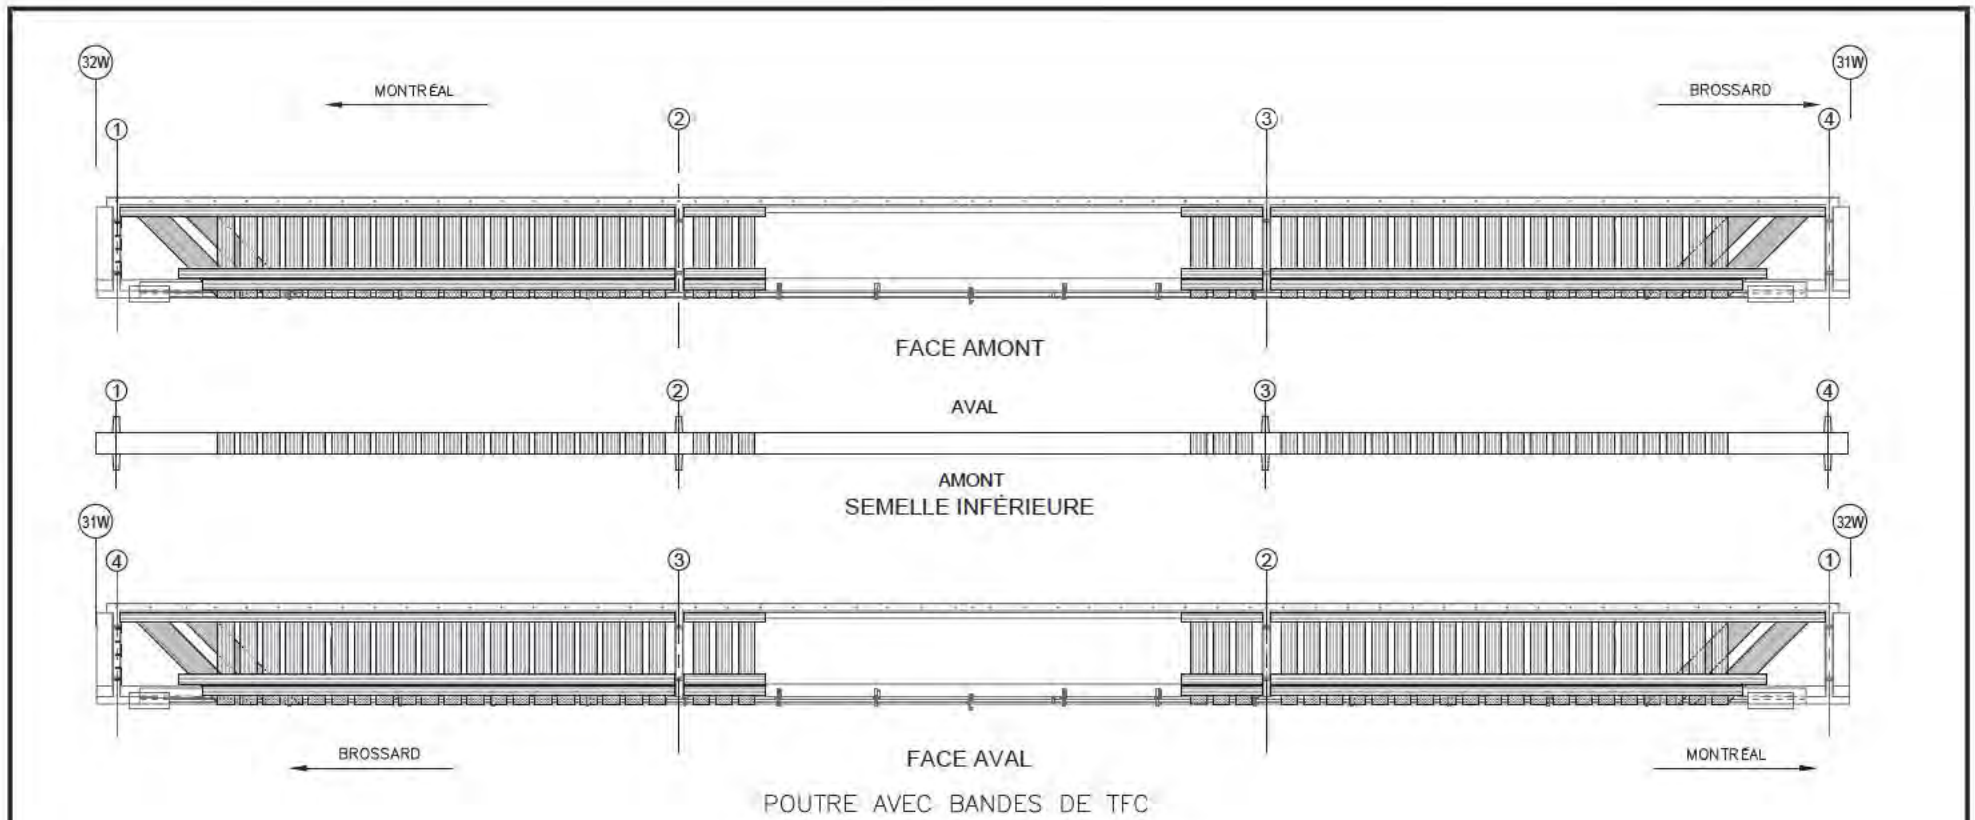 32W
31W
MONTRÉAL
BROSSARD
1
2
3
4
FACE AMONT
1
2
3
4
AVAL
AMONT
SEMELLE INFÉRIEURE
31W
32W
4
3
2
1
BROSSARD
FACE AVAL
MONTRÉAL
POUTRE AVEC BANDES DE TFC